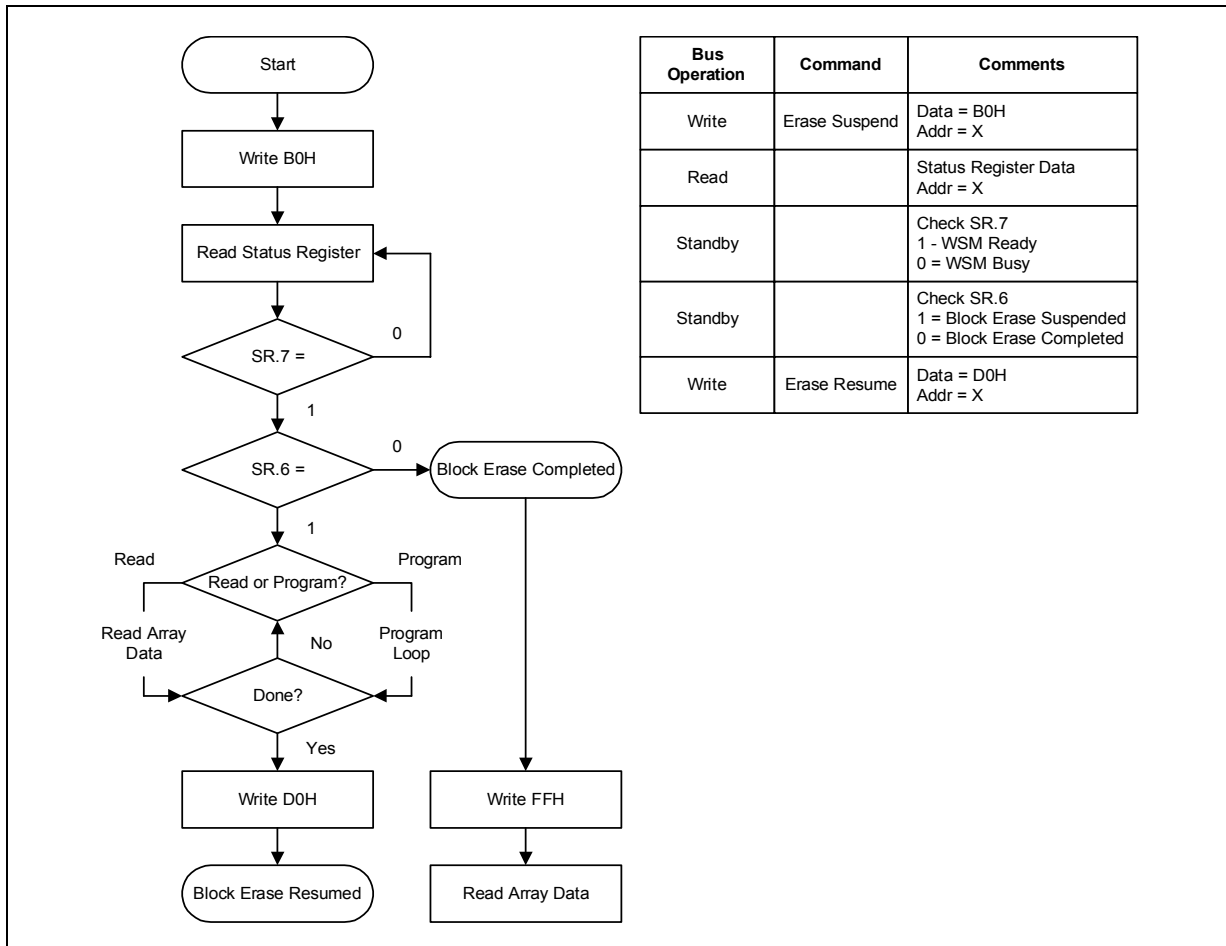 Start
Write B0H
Read Status Register
SR.7 =
0
1
SR.6 =
0
Block Erase Completed
1
Read
Program
Read or Program?
Read Array
Data
No
Program
Loop
Done?
Yes
Write D0H
Write FFH
Block Erase Resumed
Read Array Data
Bus
Operation
Command
Comments
Write
Erase Suspend
Data = B0H
Addr = X
Read
Status Register Data
Addr = X
Standby
Check SR.7
1 - WSM Ready
0 = WSM Busy
Standby
Check SR.6
1 = Block Erase Suspended
0 = Block Erase Completed
Write
Erase Resume
Data = D0H
Addr = X